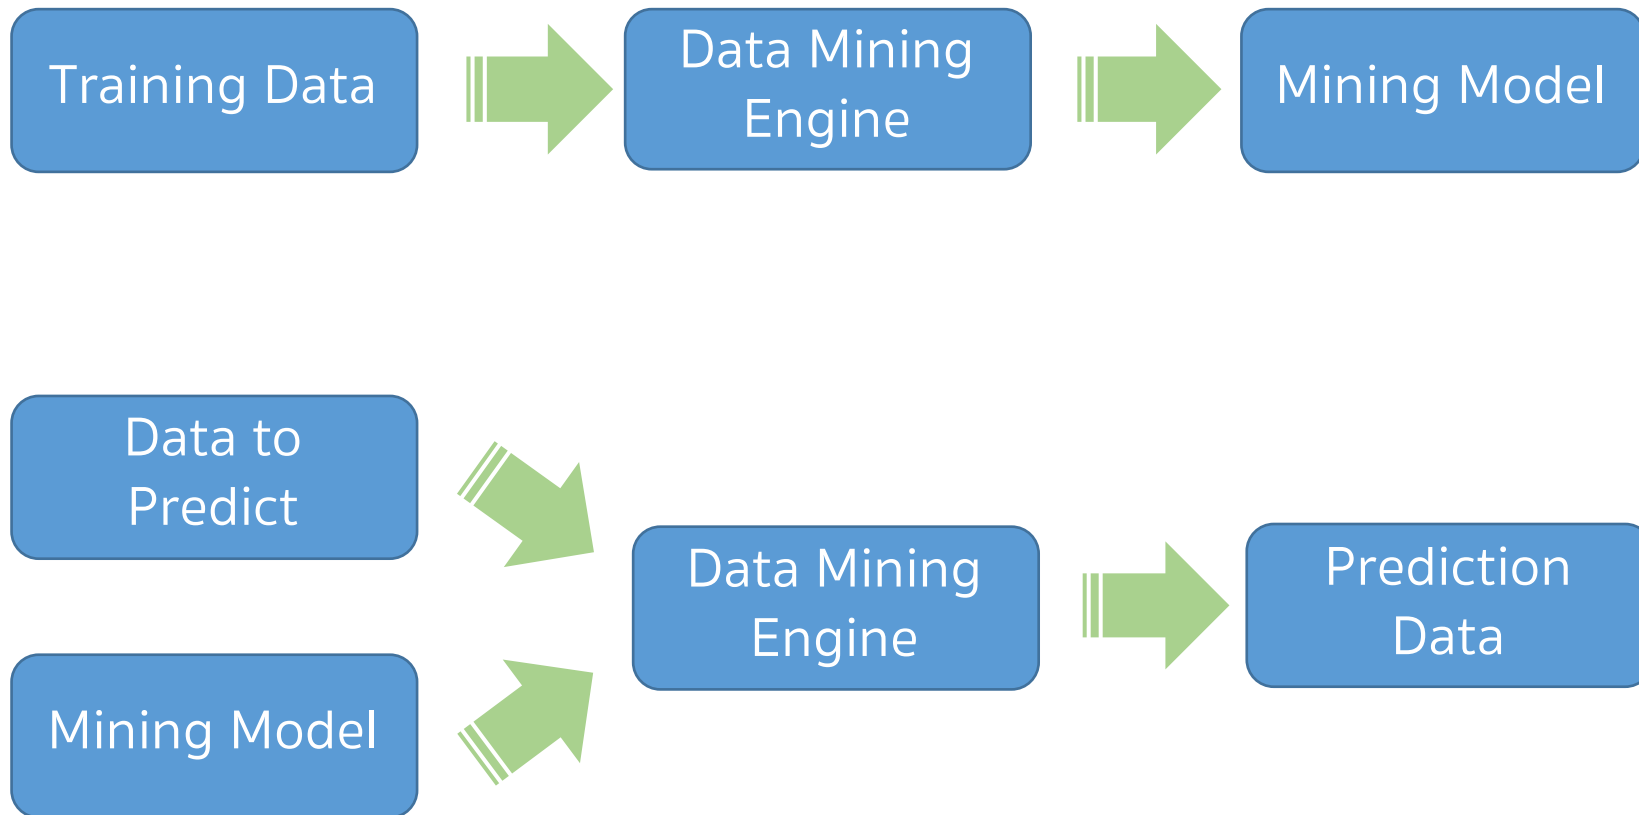 Training Data
Data Mining
Engine
Mining Model
Data to
Predict
Mining Model
Data Mining
Engine
Prediction
Data